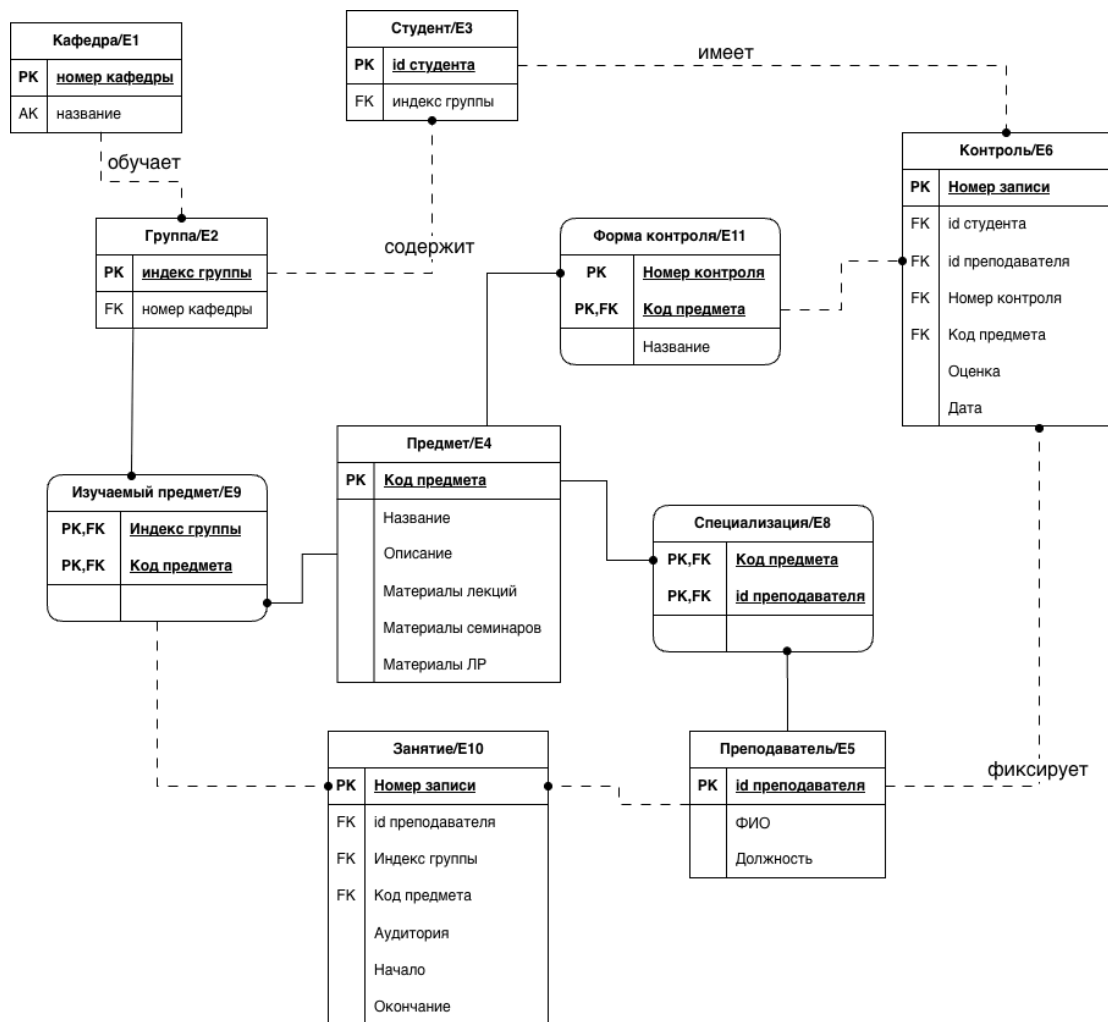 Кафедра/E1
PK номер кафедры
AK название
обучает
Студент/E3
PK id студента
FK индекс группы
имеет
Контроль/E6
PK Номер записи
FK id студента
FK id преподавателя
FK Номер контроля
FK Код предмета
Оценка
Дата
Группа/E2
PK индекс группы
FK номер кафедры
содержит
Форма контроля/E11
PK Номер контроля
PK,FK Код предмета
Название
Предмет/E4
PK Код предмета
Название
Описание
Материалы лекций
Материалы семинаров
Материалы ЛР
Изучаемый предмет/E9
PK,FK Индекс группы
PK,FK Код предмета
Специализация/E8
PK,FK Код предмета
PK,FK id преподавателя
Занятие/E10
PK Номер записи
FK id преподавателя
FK Индекс группы
FK Код предмета
Аудитория
Начало
Окончание
Преподаватель/E5
PK id преподавателя
ФИО
Должность
фиксирует